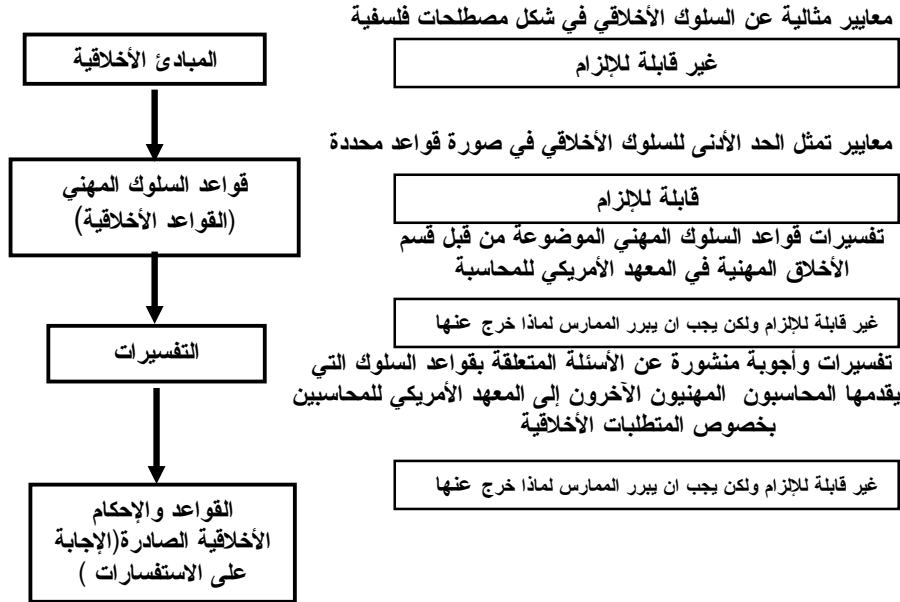 معايير مثالية عن السلوك الأخلاقي في شكل مصطلحات فلسفية
المبادئ الأخلاقية
غير قابلة للإلزام
معايير تمثل الحد الأدنى للسلوك الأخلاقي في صورة قواعد محددة
قواعد السلوك المهني
(القواعد الأخلاقية)
قابلة للإلزام
تفسيرات قواعد السلوك المهني الموضوعة من قبل قسم
الأخلاق المهنية في المعهد الأمريكي للمحاسبة
التفسيرات
غير قابلة للإلزام ولكن يجب ان يبرر الممارس لماذا خرج عنها
تفسيرات وأجوبة منشورة عن الأسئلة المتعلقة بقواعد السلوك التي
يقدمها المحاسبون المهنيون الآخرون إلى المعهد الأمريكي للمحاسبين
بخصوص المتطلبات الأخلاقية
غير قابلة للإلزام ولكن يجب ان يبرر الممارس لماذا خرج عنها
القواعد والإحكام
الأخلاقية الصادرة(الإجابة
على الاستفسارات )